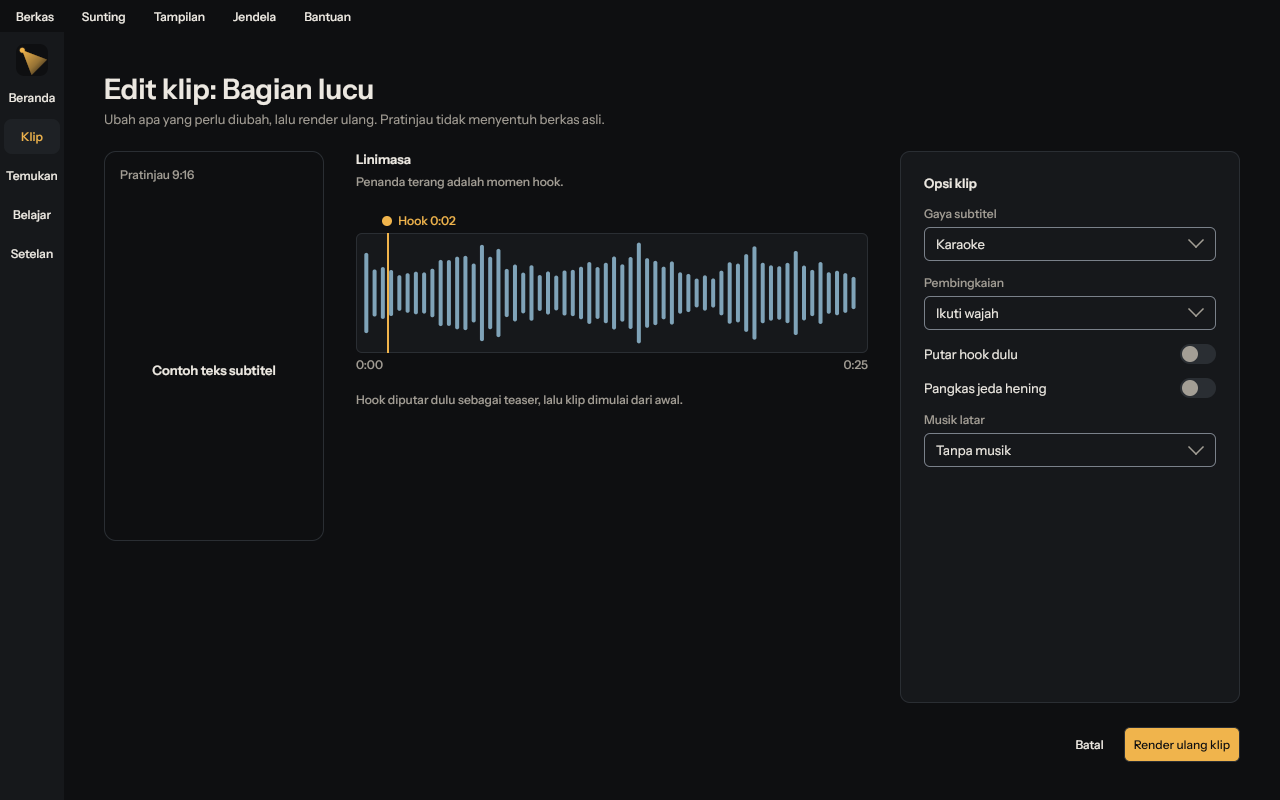 Berkas
Sunting
Tampilan
Jendela
Bantuan
Beranda
Klip
Temukan
Belajar
Setelan
Edit klip: Bagian lucu
Ubah apa yang perlu diubah, lalu render ulang. Pratinjau tidak menyentuh berkas asli.
Pratinjau 9:16
Contoh teks subtitel
Linimasa
Penanda terang adalah momen hook.
Hook 0:02
0:00
0:25
Hook diputar dulu sebagai teaser, lalu klip dimulai dari awal.
Opsi klip
Gaya subtitel
Karaoke
Pembingkaian
Ikuti wajah
Putar hook dulu
Pangkas jeda hening
Musik latar
Tanpa musik
Batal
Render ulang klip